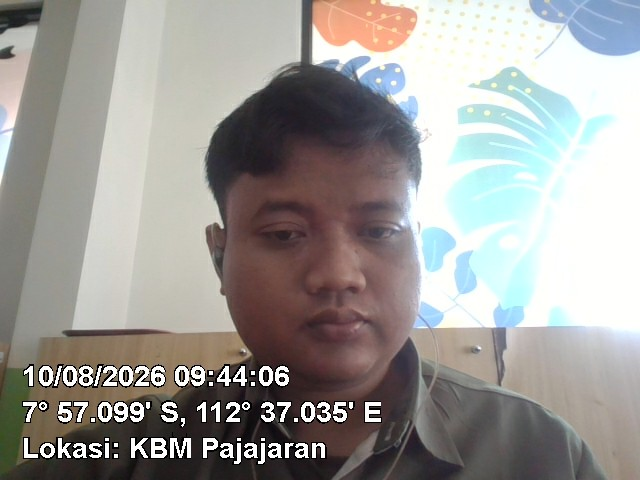 10/08/2026 09:44:06
7° 57.099' S, 112° 37.035' E
Lokasi: KBM Pajajaran